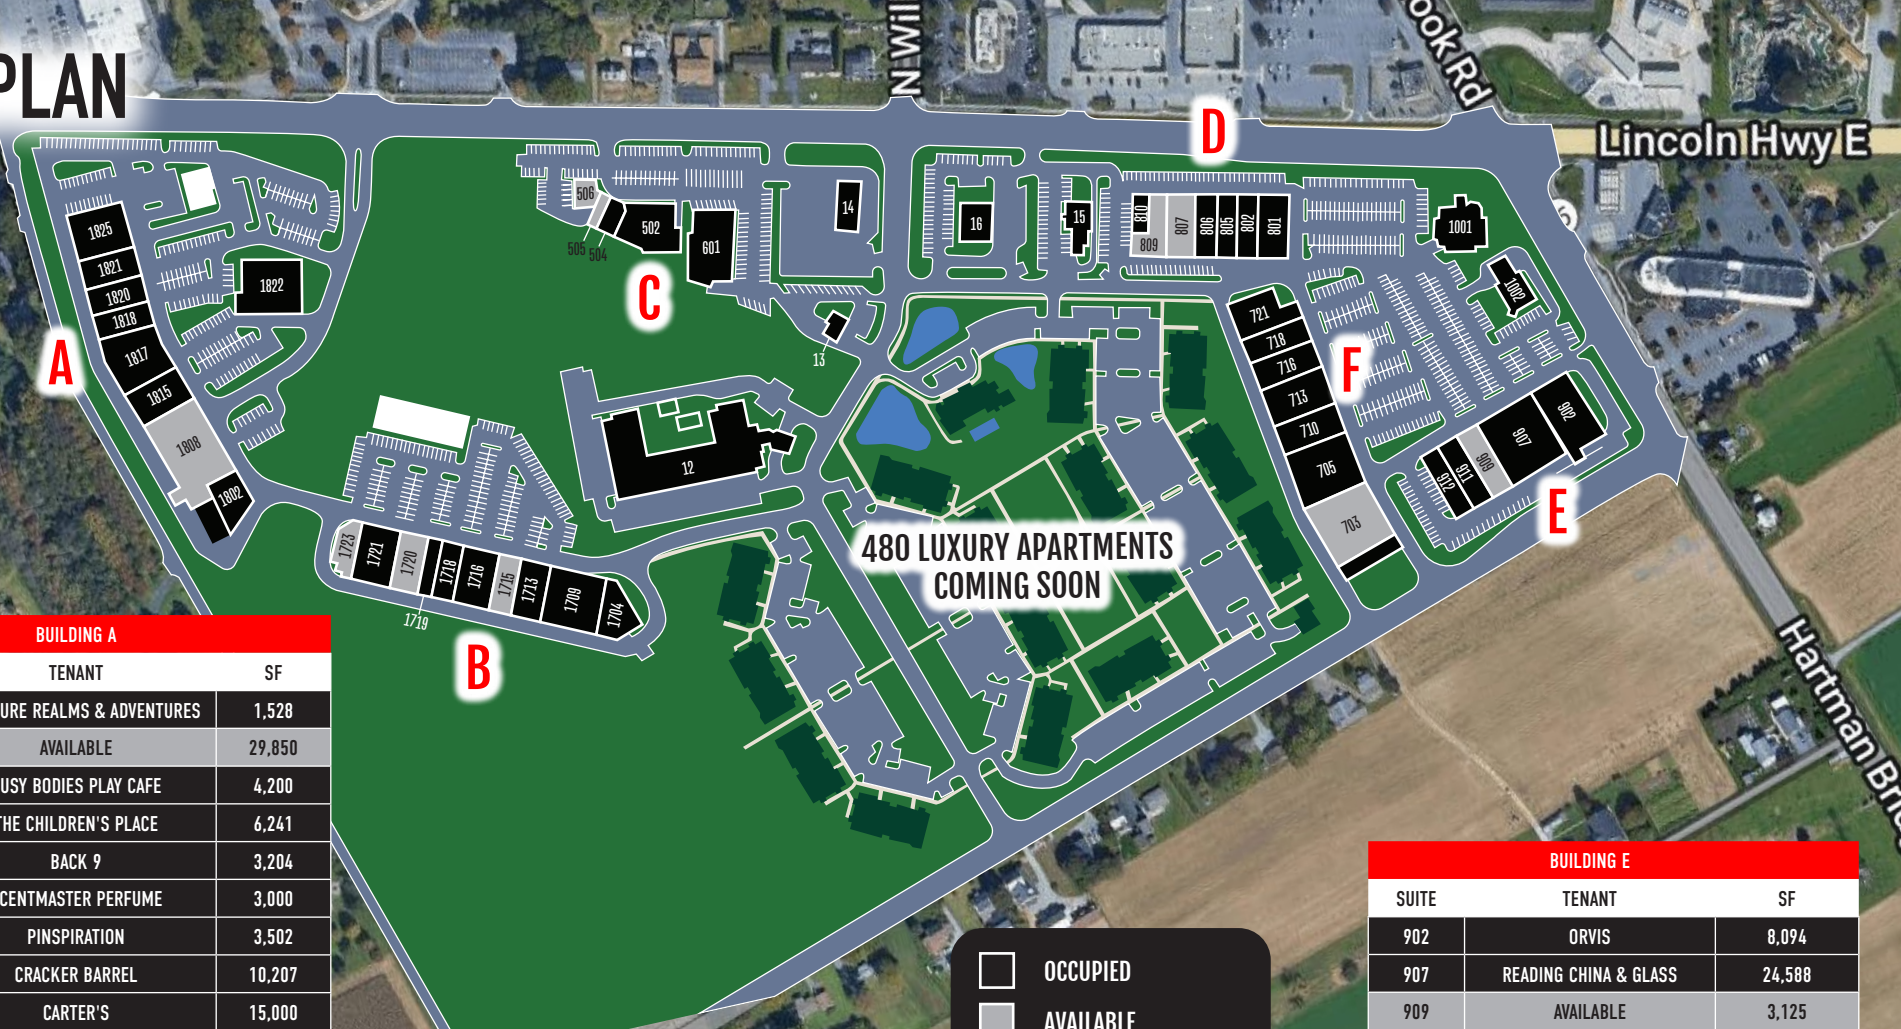 PLAN
N Wil
ook Rd
Lincoln Hwy E
Hartman Bri
A
B
C
D
E
F
1825
1821
1820
1818
1817
1815
1808
1802
1822
1723
1721
1720
1719
1718
1716
1715
1713
1709
1704
506
505
504
502
601
14
13
12
16
15
810
809
807
806
805
802
801
1001
1002
721
718
716
713
710
705
703
912
911
909
907
902
480 LUXURY APARTMENTS
COMING SOON
BUILDING A
TENANT SF
URE REALMS & ADVENTURES 1,528
AVAILABLE 29,850
USY BODIES PLAY CAFE 4,200
THE CHILDREN'S PLACE 6,241
BACK 9 3,204
CENTMASTER PERFUME 3,000
PINSPIRATION 3,502
CRACKER BARREL 10,207
CARTER'S 15,000
OCCUPIED
AVAILABLE
BUILDING E
SUITE TENANT SF
902 ORVIS 8,094
907 READING CHINA & GLASS 24,588
909 AVAILABLE 3,125